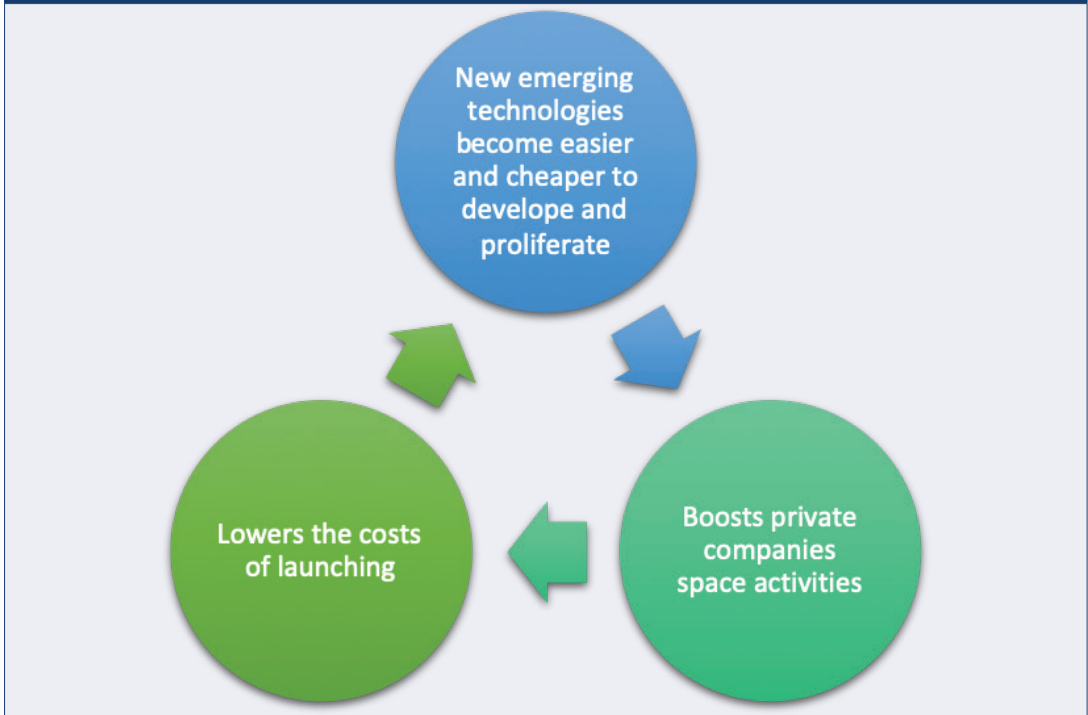 New emerging
technologies
become easier
and cheaper to
develope and
proliferate
Boosts private
companies
space activities
Lowers the costs
of launching